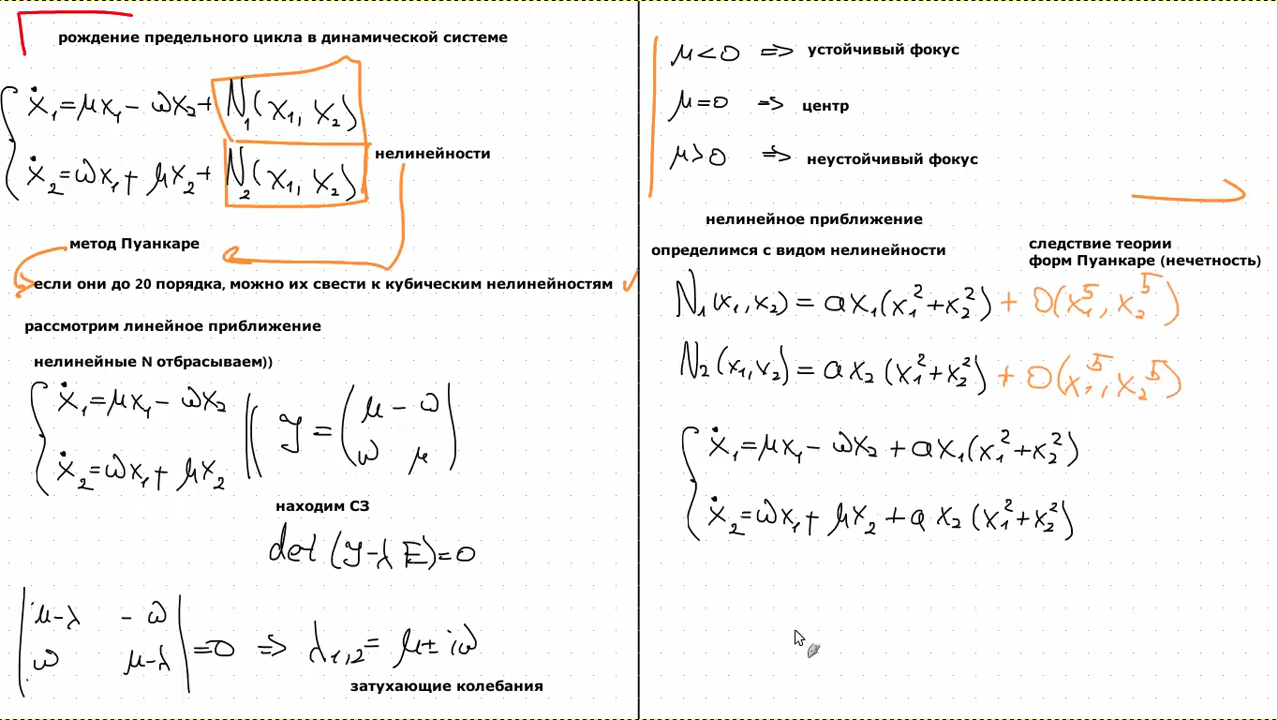 рождение предельного цикла в динамической системе
ẋ₁=μx₁− ωx₂+ N₁(x₁, x₂)
ẋ₂=ωx₁+ μx₂+ N₂(x₁, x₂)
нелинейности
метод Пуанкаре
если они до 20 порядка, можно их свести к кубическим нелинейностям
рассмотрим линейное приближение
нелинейные N отбрасываем))
ẋ₁=μx₁− ωx₂
ẋ₂=ωx₁+ μx₂
J = (μ − ω
ω μ)
находим СЗ
det (J−λE)=0
|μ−λ − ω|
|ω μ−λ| =0 => λ₁,₂= μ± iω
затухающие колебания
μ<0 => устойчивый фокус
μ=0 => центр
μ>0 => неустойчивый фокус
нелинейное приближение
определимся с видом нелинейности
следствие теории
форм Пуанкаре (нечетность)
N₁(x₁,x₂) = ax₁(x₁²+x₂²) + O(x₁⁵, x₂⁵)
N₂(x₁,x₂) = ax₂ (x₁²+x₂²) + O(x₁⁵, x₂⁵)
ẋ₁=μx₁− ωx₂ +ax₁(x₁²+x₂²)
ẋ₂=ωx₁+ μx₂ +ax₂ (x₁²+x₂²)